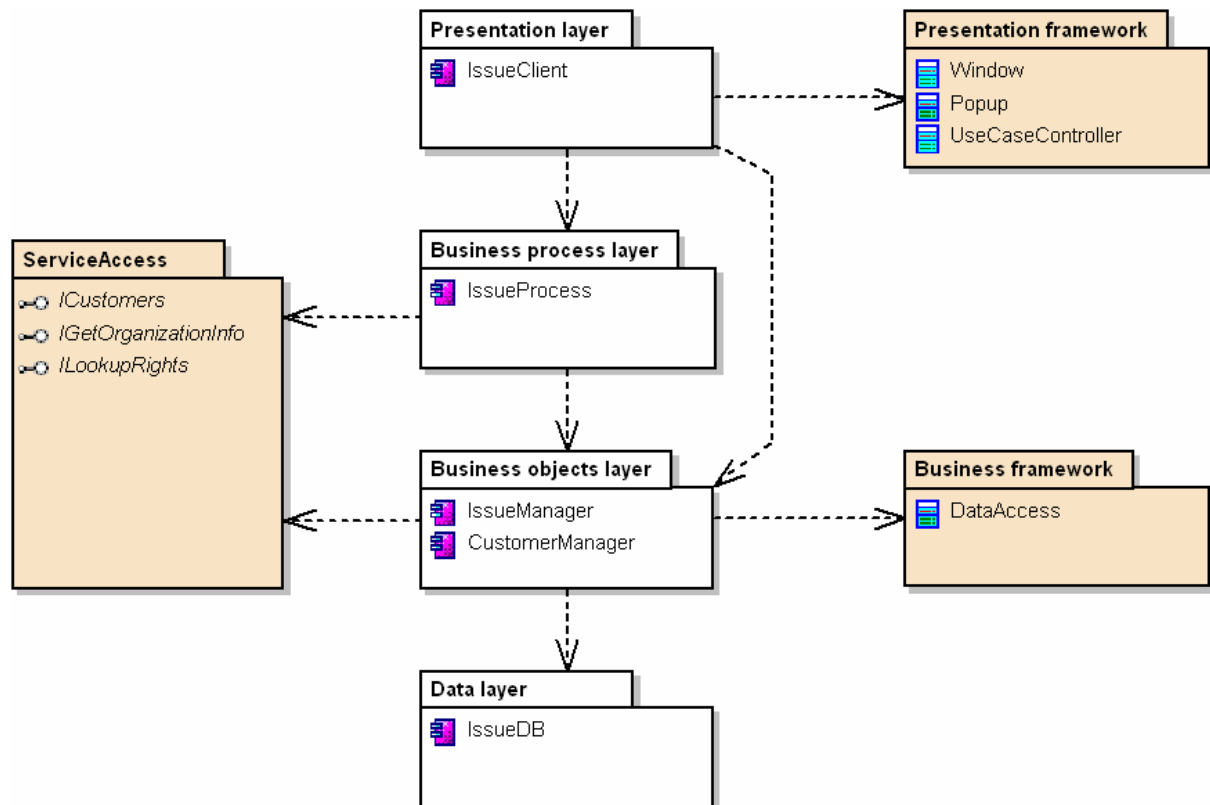 Presentation layer
IssueClient
Presentation framework
Window
Popup
UseCaseController
Business process layer
IssueProcess
ServiceAccess
ICustomers
IGetOrganizationInfo
ILookupRights
Business objects layer
IssueManager
CustomerManager
Business framework
DataAccess
Data layer
IssueDB